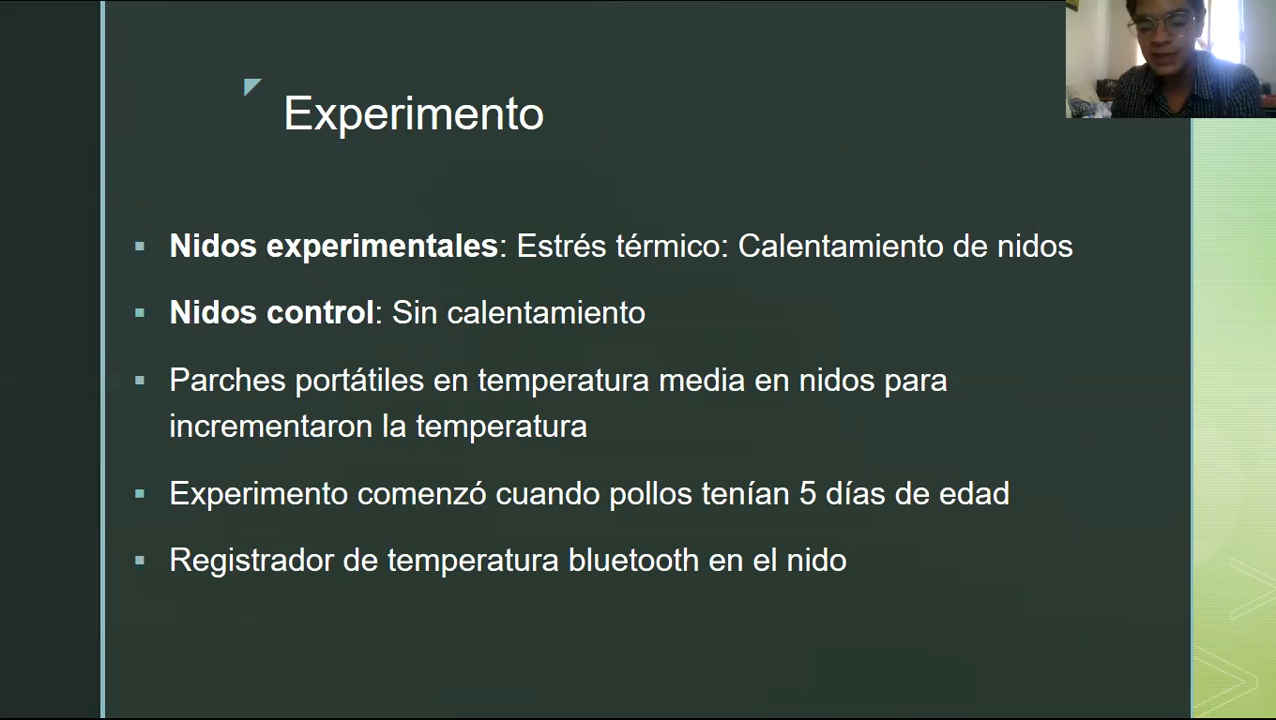 Experimento
Nidos experimentales: Estrés térmico: Calentamiento de nidos
Nidos control: Sin calentamiento
Parches portátiles en temperatura media en nidos para
incrementaron la temperatura
Experimento comenzó cuando pollos tenían 5 días de edad
Registrador de temperatura bluetooth en el nido